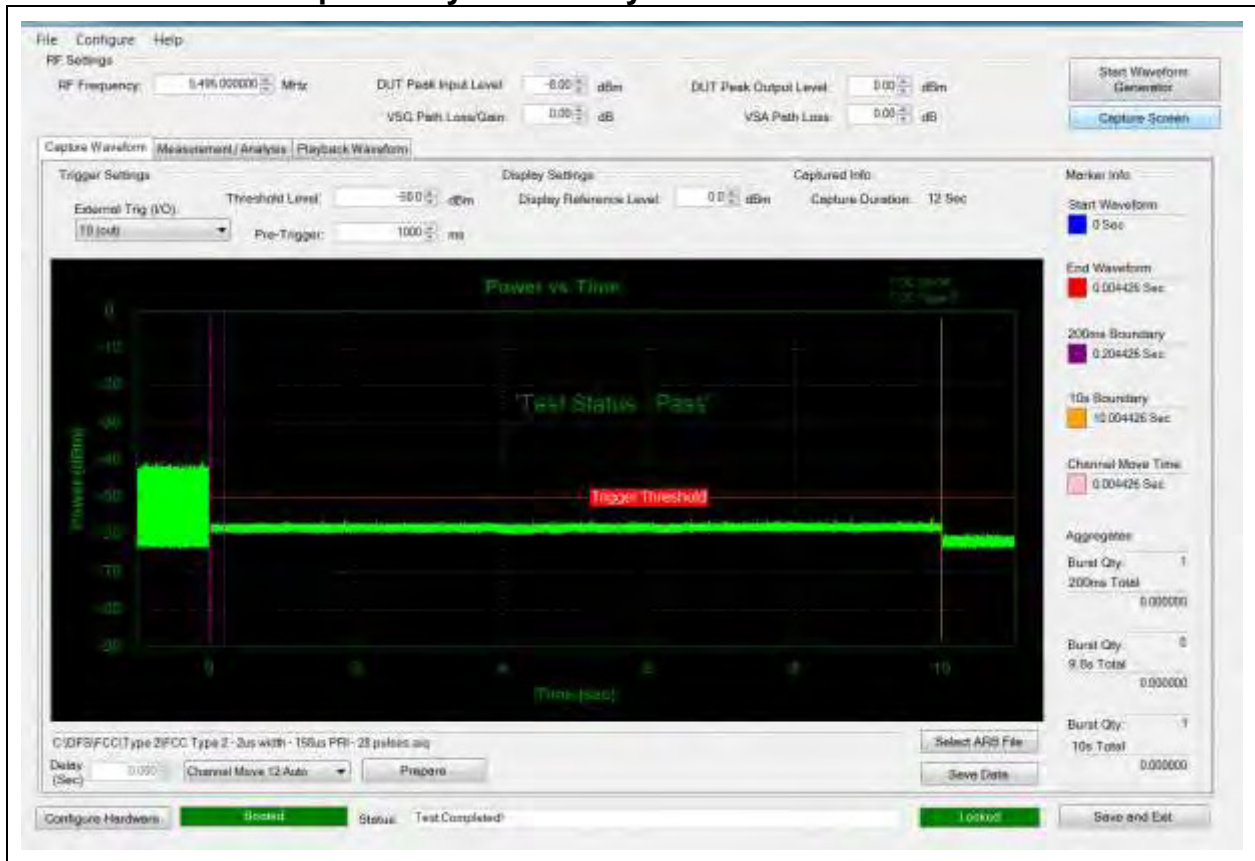 File Configure Help
RF Settings
RF Frequency: 5,495.000000 MHz DUT Peak Input Level: dBm DUT Peak Output Level: 0.00 dBm
VSG Path Loss/Gain: 0.00 dB VSA Path Loss: 0.00 dB
Start Waveform Generator
Capture Screen
Capture Waveform Measurement / Analysis Playback Waveform
Trigger Settings
External Trig (I/O):
10 (out)
Threshold Level: -50.0 dBm
Pre-Trigger: 1000 ms
Display Settings
Display Reference Level: 0.0 dBm
Captured Info
Capture Duration: 12 Sec
Marker Info
Start Waveform
0 Sec
End Waveform
0.004426 Sec
200ms Boundary
0.204426 Sec
10s Boundary
10.004426 Sec
Channel Move Time
0.004426 Sec
Aggregates
Burst Qty: 1
200ms Total
0.000000
Burst Qty: 0
9.8s Total
0.000000
Burst Qty: 1
10s Total
0.000000
Power vs Time
'Test Status - Pass'
Trigger Threshold
Power (dBm)
0
-10
-20
-30
-40
-50
-60
-70
-80
-90
0 2 4 6 8 10
Time (sec)
C:\DFS\FCC\Type 2\FCC Type 2 - 2us width - 158us PRI - 28 pulses.aiq
Select ARB File
Delay (Sec) 0.000 Channel Move 12 Auto Prepare
Save Data
Configure Hardware Booted Status: Test Completed! Locked Save and Exit